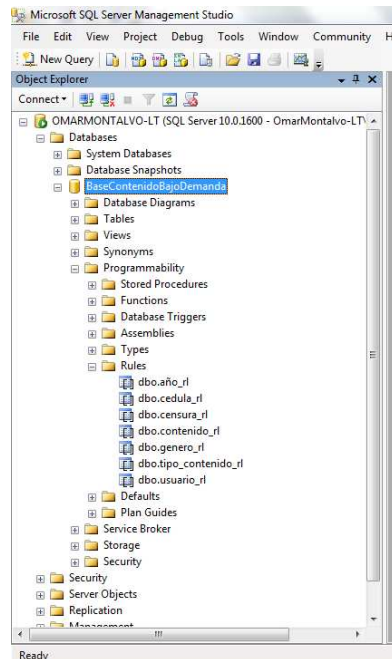 Microsoft SQL Server Management Studio
File Edit View Project Debug Tools Window Community H
New Query
Object Explorer
Connect
OMARMONTALVO-LT (SQL Server 10.0.1600 - OmarMontalvo-LT\
Databases
System Databases
Database Snapshots
BaseContenidoBajoDemanda
Database Diagrams
Tables
Views
Synonyms
Programmability
Stored Procedures
Functions
Database Triggers
Assemblies
Types
Rules
dbo.año_rl
dbo.cedula_rl
dbo.censura_rl
dbo.contenido_rl
dbo.genero_rl
dbo.tipo_contenido_rl
dbo.usuario_rl
Defaults
Plan Guides
Service Broker
Storage
Security
Security
Server Objects
Replication
Management
Ready